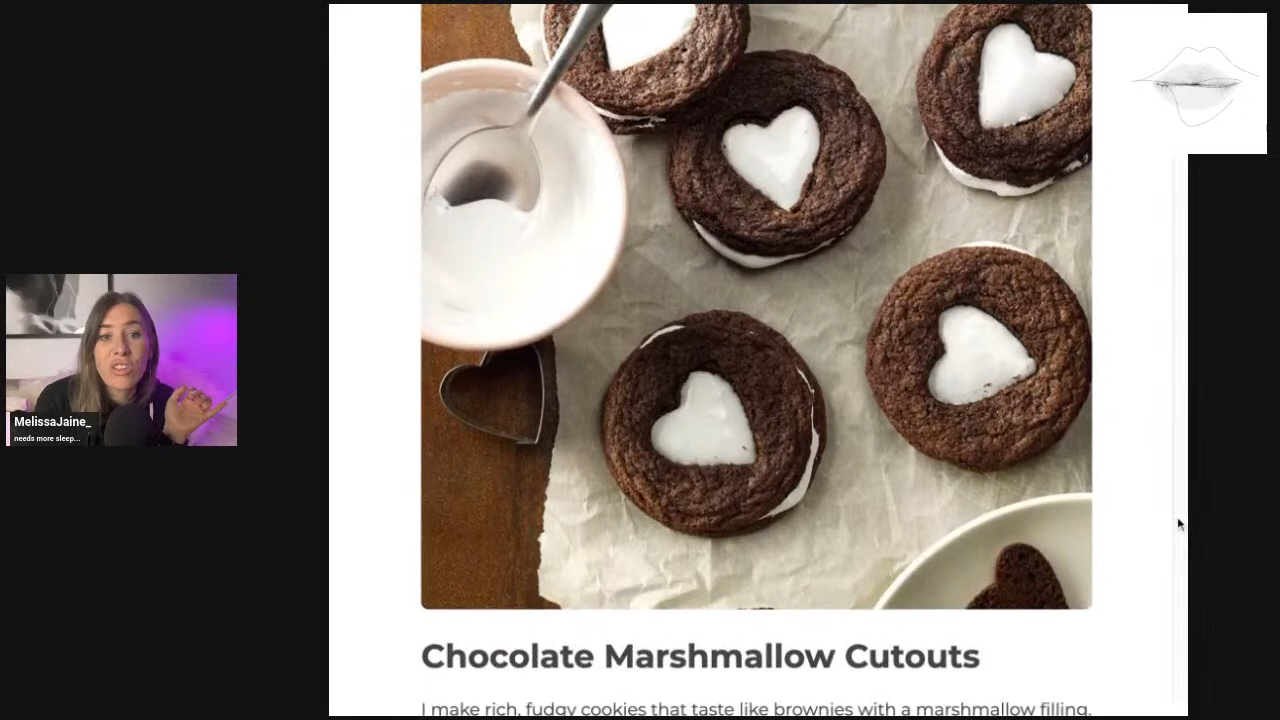 MelissaJaine_
needs more sleep...
Chocolate Marshmallow Cutouts
I make rich, fudgy cookies that taste like brownies with a marshmallow filling.